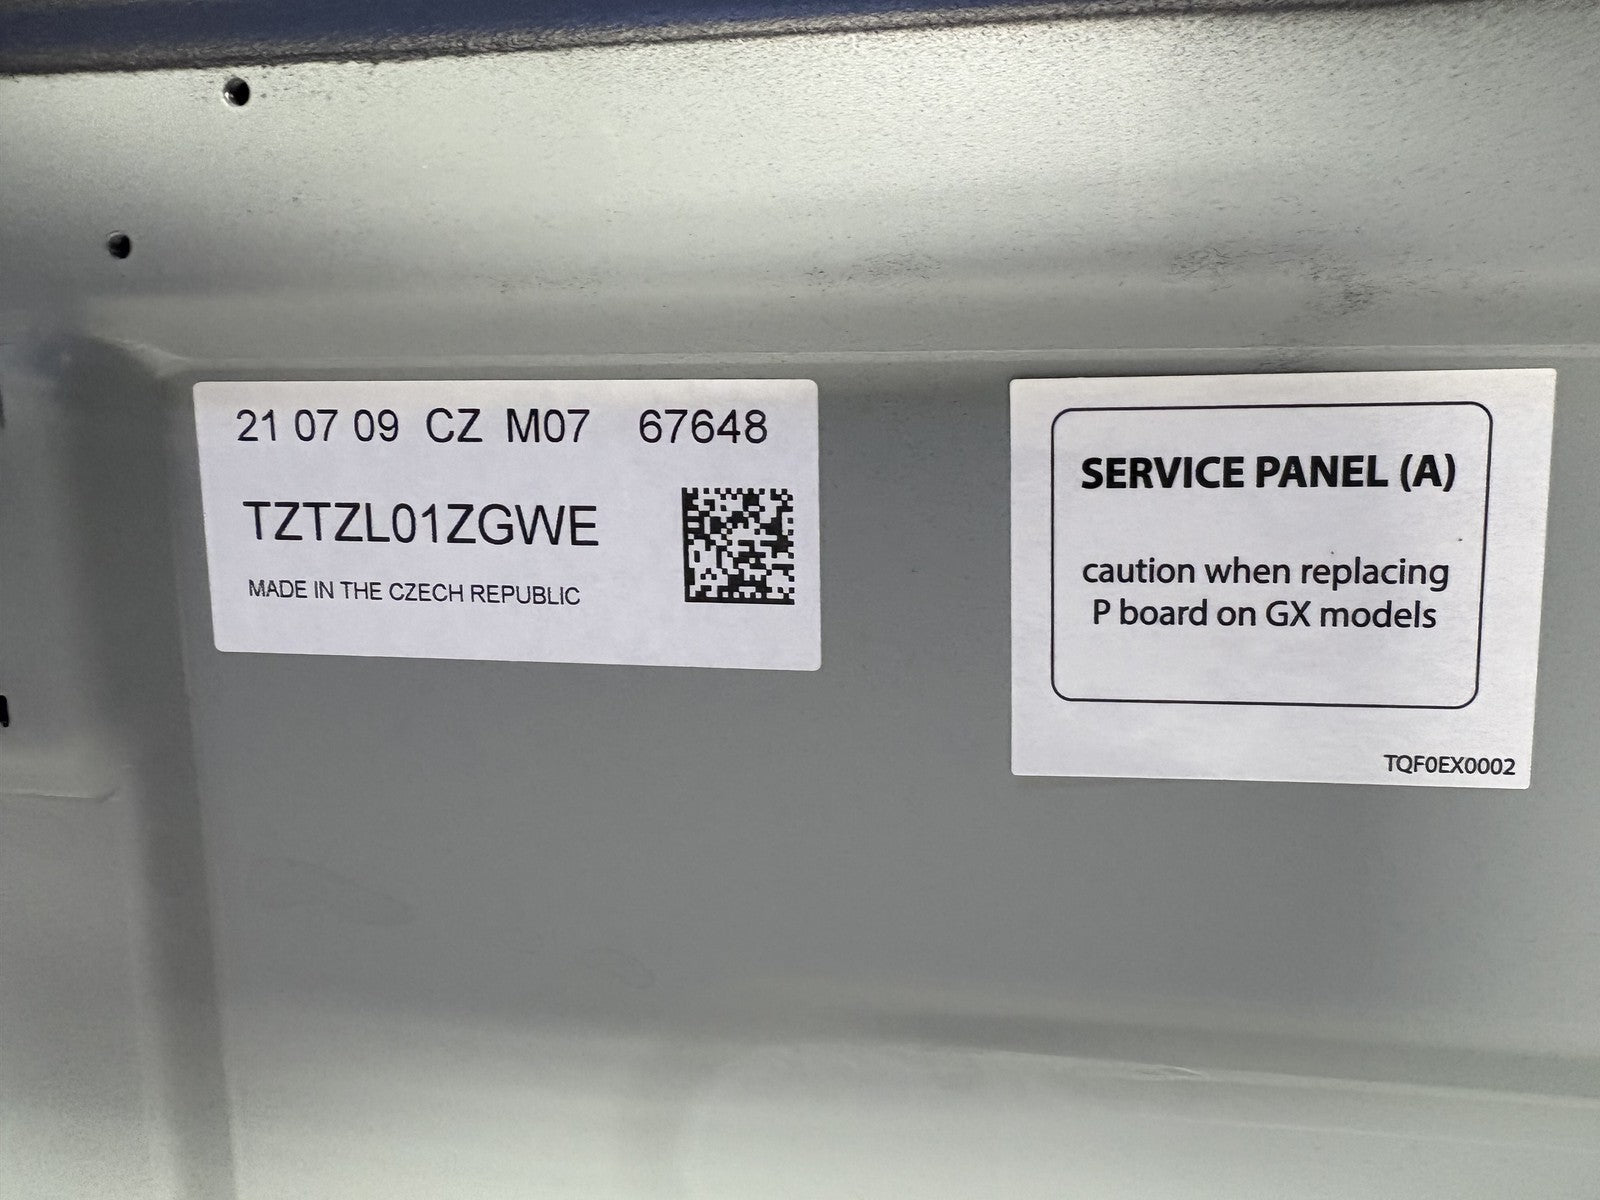 21 07 09 CZ M07 67648
TZTZL01ZGWE
MADE IN THE CZECH REPUBLIC
SERVICE PANEL (A)
caution when replacing
P board on GX models
TQF0EX0002